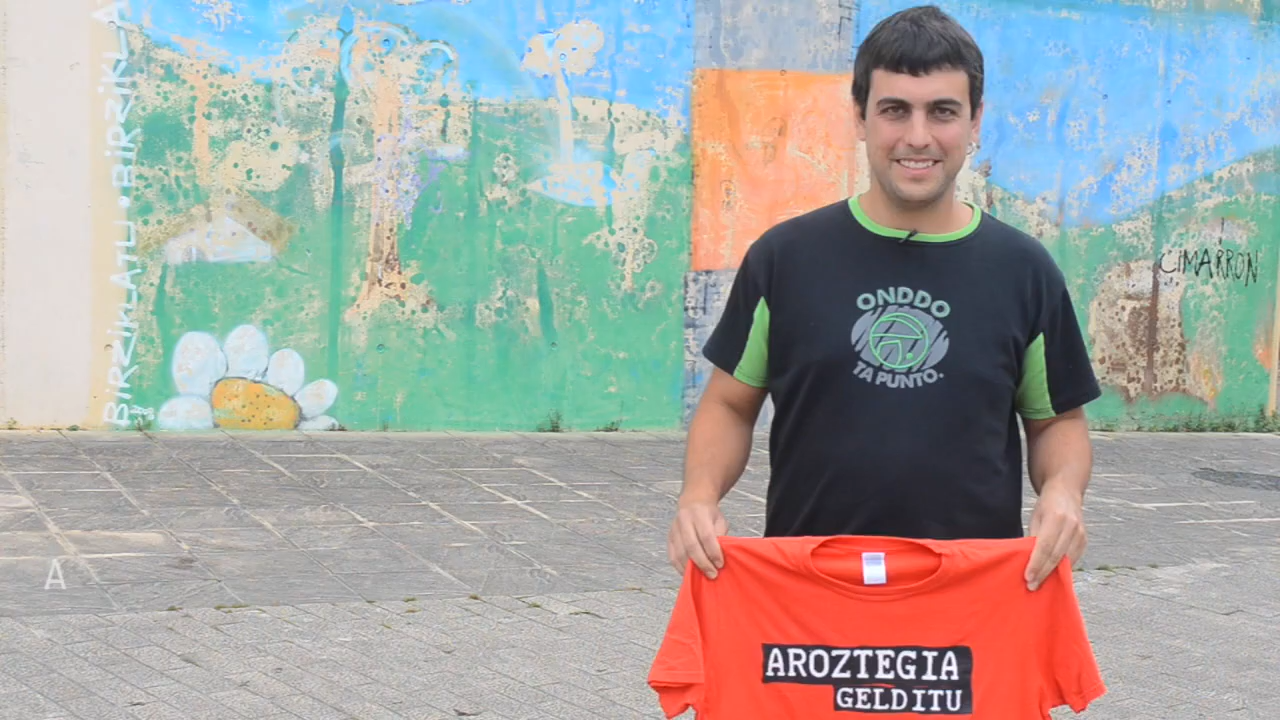 BIRZIKLATU • BIRZIKLA
CIMARRON
ONDDO
TA PUNTO.
A
AROZTEGIA
GELDITU